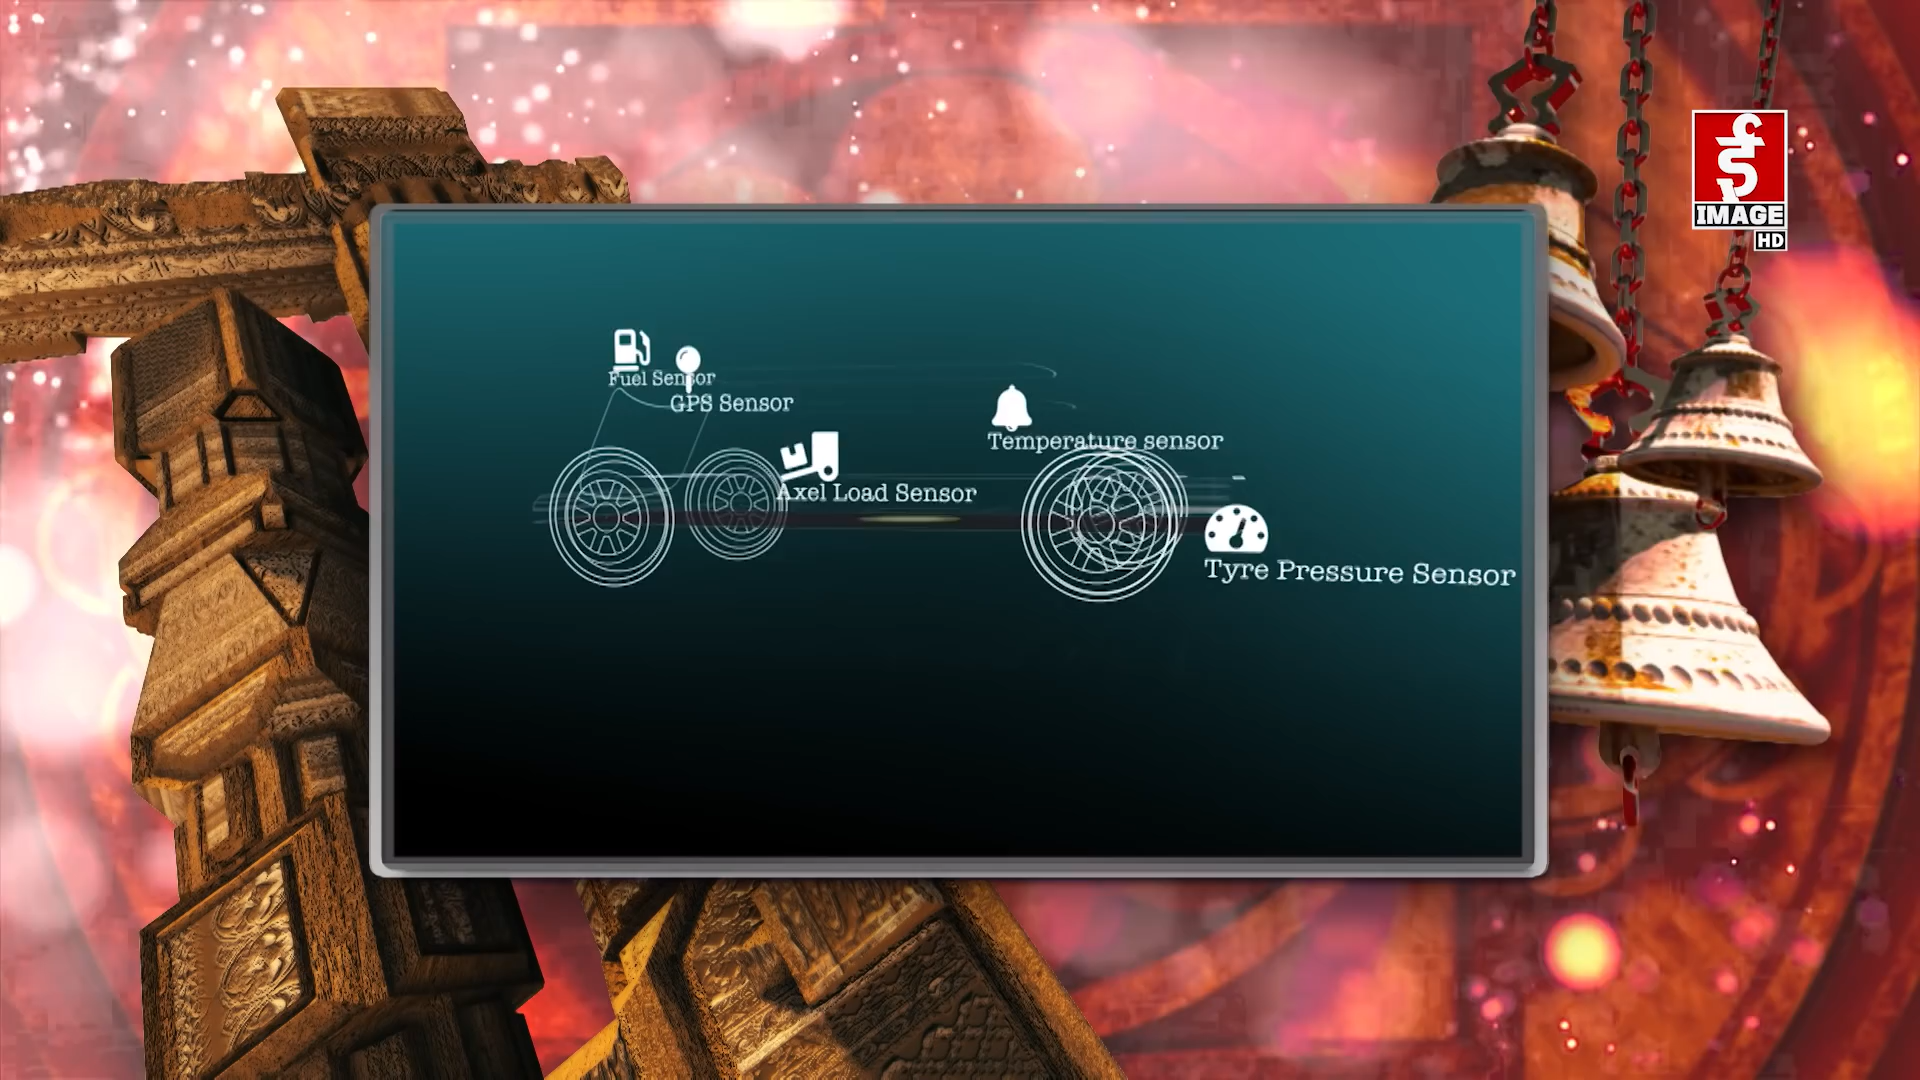 IMAGE
HD
Fuel Sensor
GPS Sensor
Temperature sensor
Axel Load Sensor
Tyre Pressure Sensor